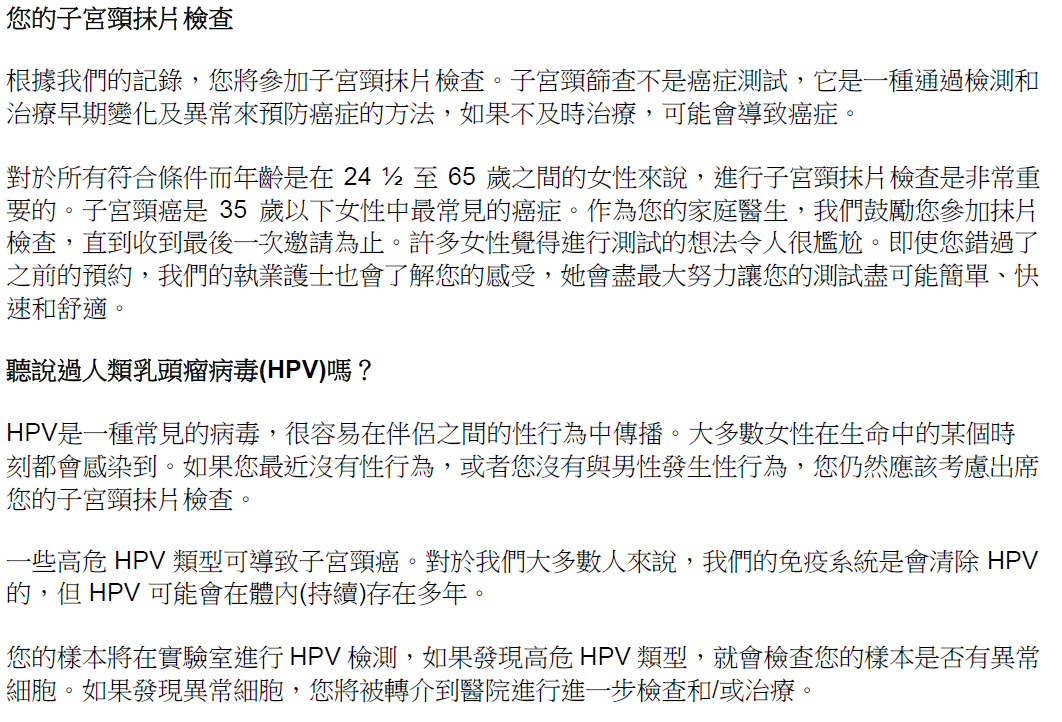 您的子宮頸抹片檢查
根據我們的記錄，您將參加子宮頸抹片檢查。子宮頸篩查不是癌症測試，它是一種通過檢測和
治療早期變化及異常來預防癌症的方法，如果不及時治療，可能會導致癌症。
對於所有符合條件而年齡是在 24 ½ 至 65 歲之間的女性來說，進行子宮頸抹片檢查是非常重
要的。子宮頸癌是 35 歲以下女性中最常見的癌症。作為您的家庭醫生，我們鼓勵您參加抹片
檢查，直到收到最後一次邀請為止。許多女性覺得進行測試的想法令人很尷尬。即使您錯過了
之前的預約，我們的執業護士也會了解您的感受，她會盡最大努力讓您的測試盡可能簡單、快
速和舒適。
聽說過人類乳頭瘤病毒(HPV)嗎？
HPV是一種常見的病毒，很容易在伴侶之間的性行為中傳播。大多數女性在生命中的某個時
刻都會感染到。如果您最近沒有性行為，或者您沒有與男性發生性行為，您仍然應該考慮出席
您的子宮頸抹片檢查。
一些高危 HPV 類型可導致子宮頸癌。對於我們大多數人來說，我們的免疫系統是會清除 HPV
的，但 HPV 可能會在體內(持續)存在多年。
您的樣本將在實驗室進行 HPV 檢測，如果發現高危 HPV 類型，就會檢查您的樣本是否有異常
細胞。如果發現異常細胞，您將被轉介到醫院進行進一步檢查和/或治療。